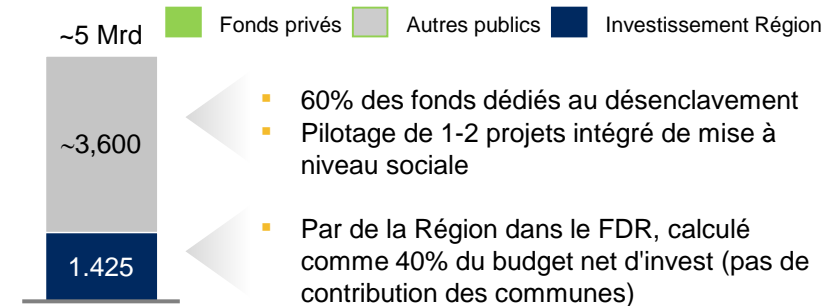 ~5 Mrd
Fonds privés
Autres publics
Investissement Région
~3,600
▪ 60% des fonds dédiés au désenclavement
▪ Pilotage de 1-2 projets intégré de mise à
niveau sociale
1.425
▪ Par de la Région dans le FDR, calculé
comme 40% du budget net d'invest (pas de
contribution des communes)